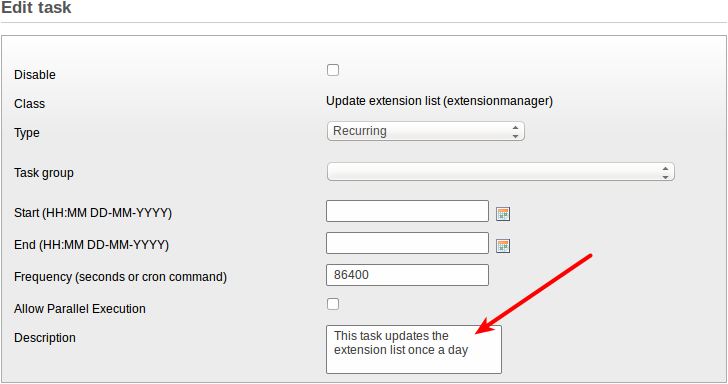 Edit task
Disable
Class Update extension list (extensionmanager)
Type Recurring
Task group
Start (HH:MM DD-MM-YYYY)
End (HH:MM DD-MM-YYYY)
Frequency (seconds or cron command) 86400
Allow Parallel Execution
Description This task updates the
extension list once a day